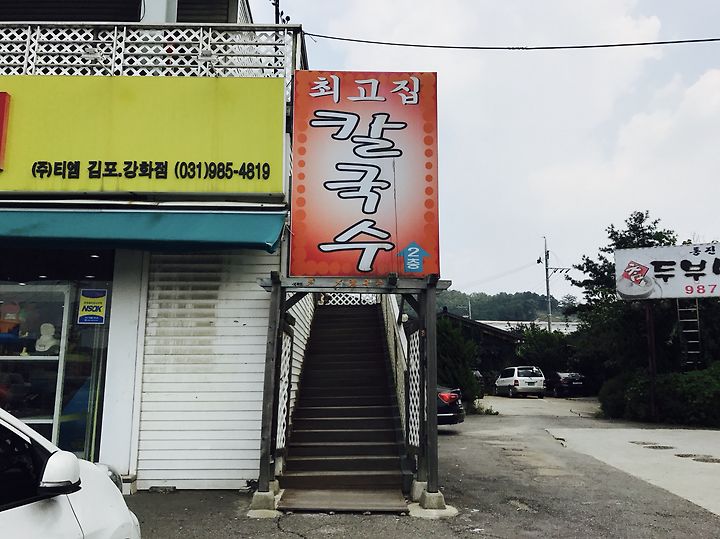 (주)티엠 김포.강화점 (031)985-4819
최고집
칼
국
수
2층
NSOK
통진
두부
987